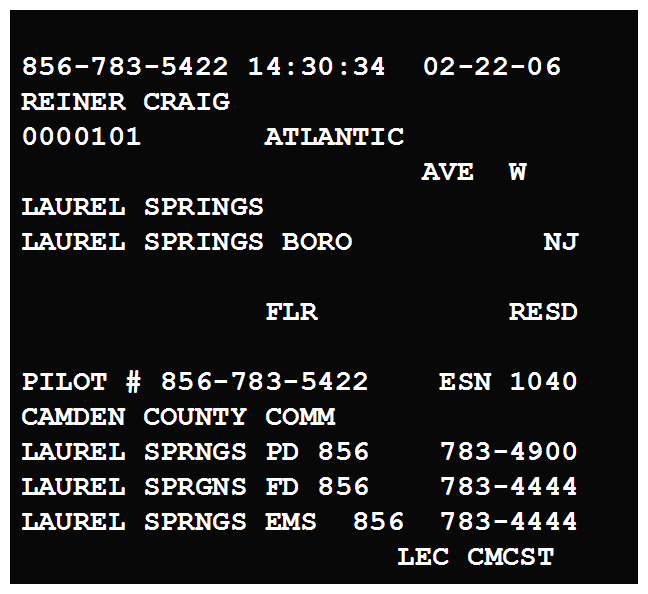 856-783-5422 14:30:34 02-22-06
REINER CRAIG
0000101 ATLANTIC
AVE W
LAUREL SPRINGS
LAUREL SPRINGS BORO NJ
FLR RESD
PILOT # 856-783-5422 ESN 1040
CAMDEN COUNTY COMM
LAUREL SPRNGS PD 856 783-4900
LAUREL SPRGNS FD 856 783-4444
LAUREL SPRNGS EMS 856 783-4444
LEC CMCST